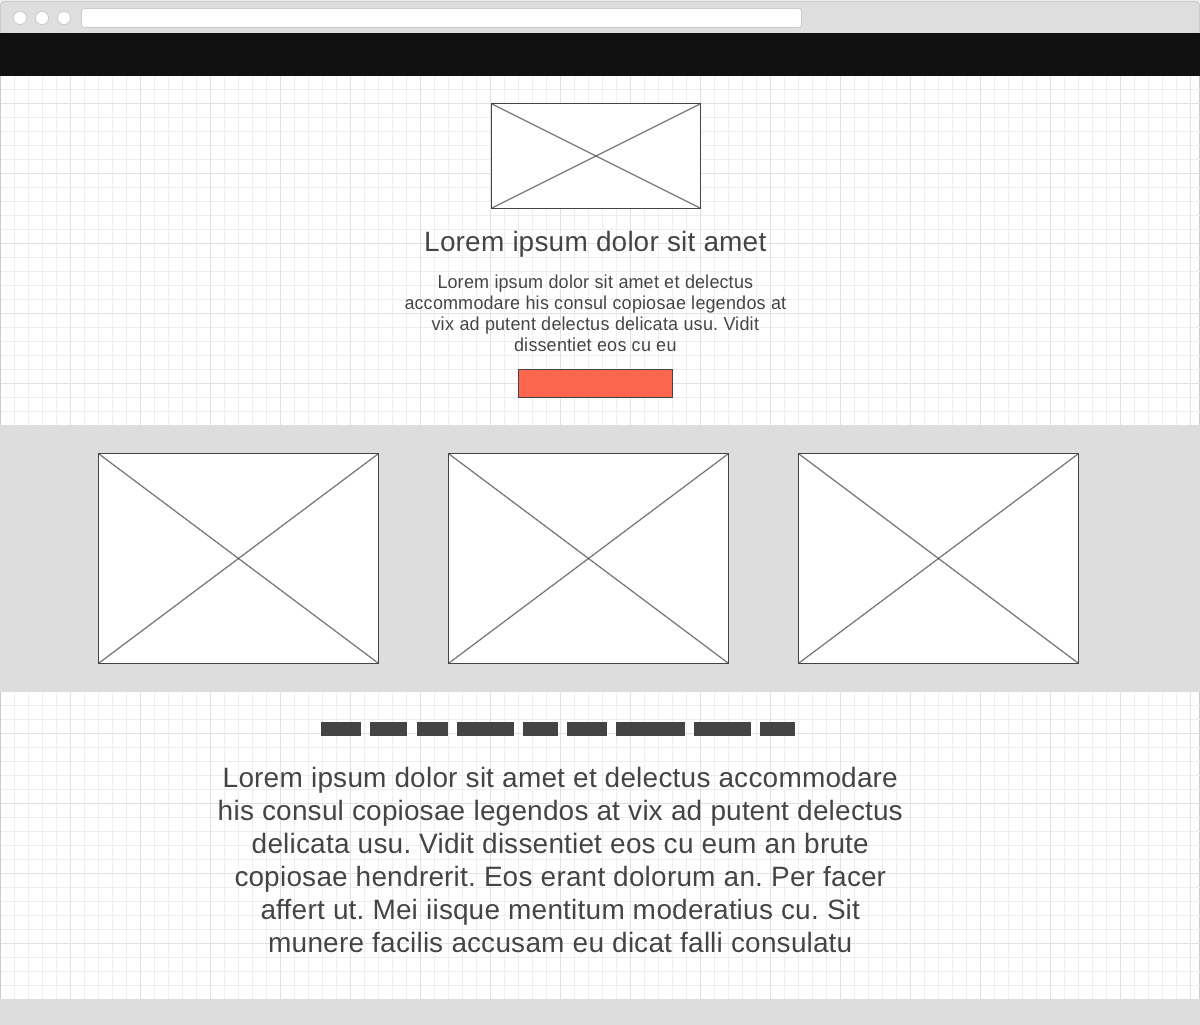 Lorem ipsum dolor sit amet
Lorem ipsum dolor sit amet et delectus
accommodare his consul copiosae legendos at
vix ad putent delectus delicata usu. Vidit
dissentiet eos cu eu
Lorem ipsum dolor sit amet et delectus accommodare
his consul copiosae legendos at vix ad putent delectus
delicata usu. Vidit dissentiet eos cu eum an brute
copiosae hendrerit. Eos erant dolorum an. Per facer
affert ut. Mei iisque mentitum moderatius cu. Sit
munere facilis accusam eu dicat falli consulatu